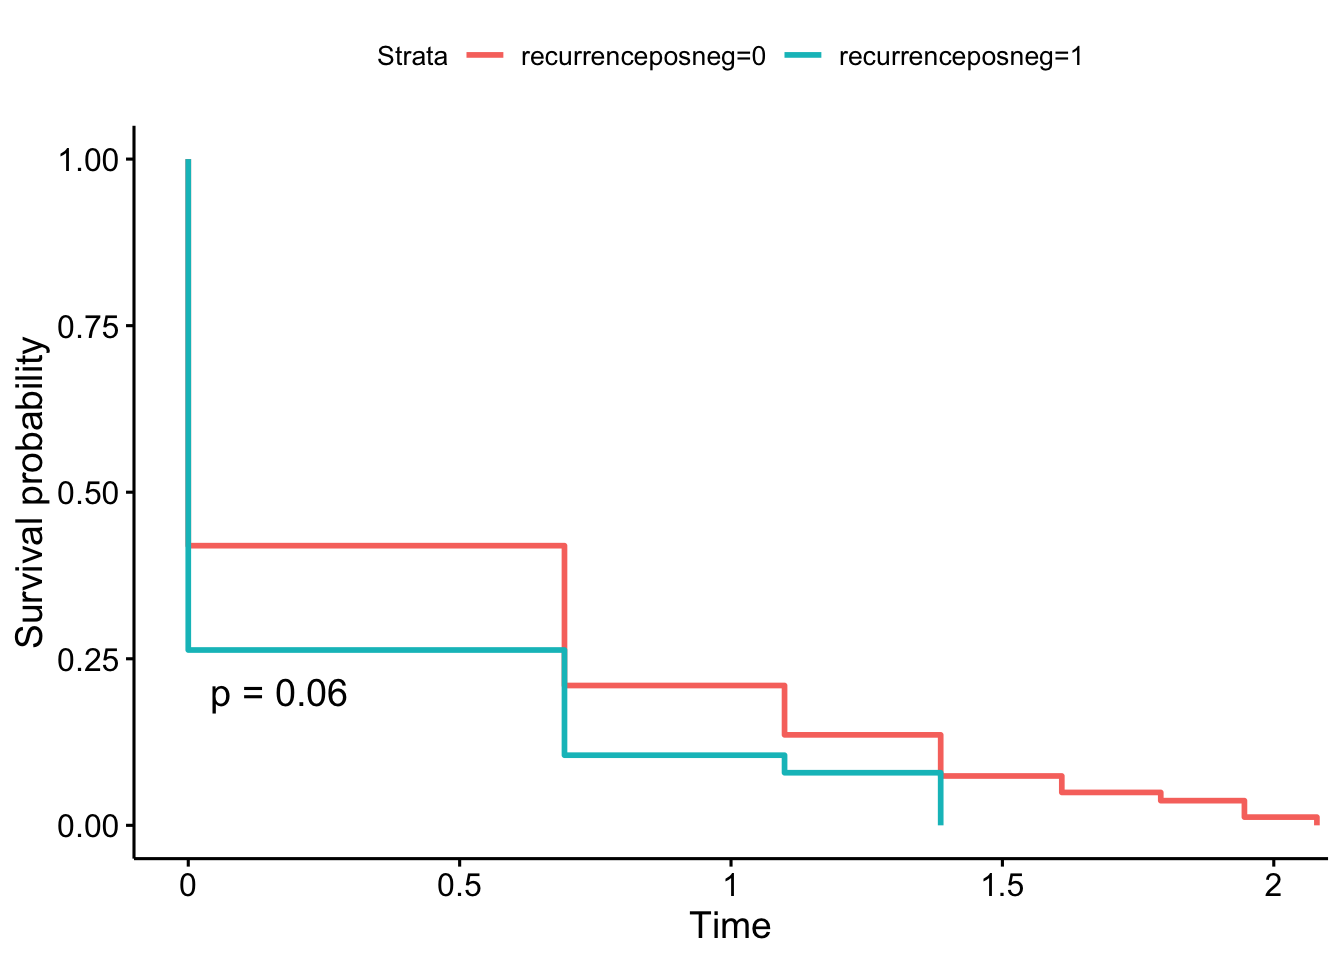 Strata recurrenceposneg=0 recurrenceposneg=1
1.00
0.75
0.50
0.25
0.00
Survival probability
p = 0.06
0 0.5 1 1.5 2
Time